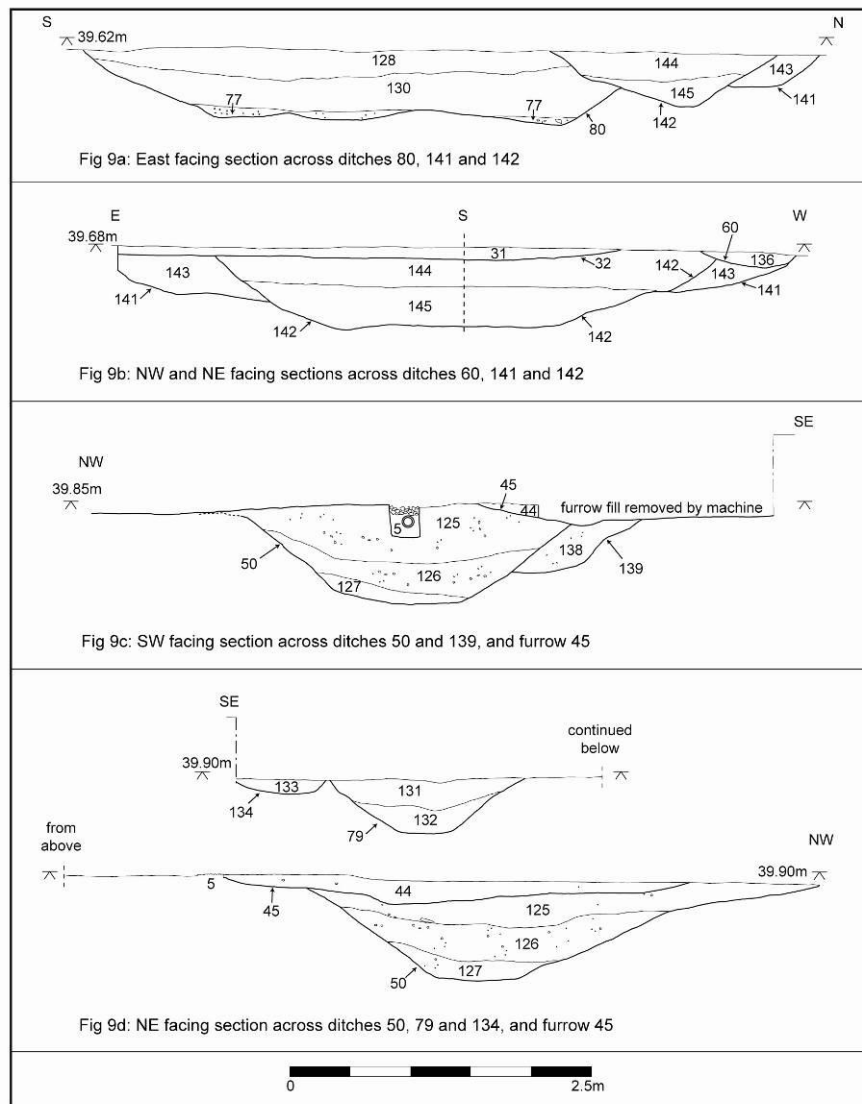 S
N
39.62m
128
144
143
130
77
77
145
80
142
141
Fig 9a: East facing section across ditches 80, 141 and 142
E
S
W
39.68m
31
60
136
143
144
32
142
143
141
145
141
142
142
Fig 9b: NW and NE facing sections across ditches 60, 141 and 142
SE
NW
39.85m
45
44
furrow fill removed by machine
5
125
138
50
126
139
127
Fig 9c: SW facing section across ditches 50 and 139, and furrow 45
SE
continued
below
39.90m
133
131
134
132
79
from
above
NW
5
44
39.90m
45
125
126
127
50
Fig 9d: NE facing section across ditches 50, 79 and 134, and furrow 45
0
2.5m